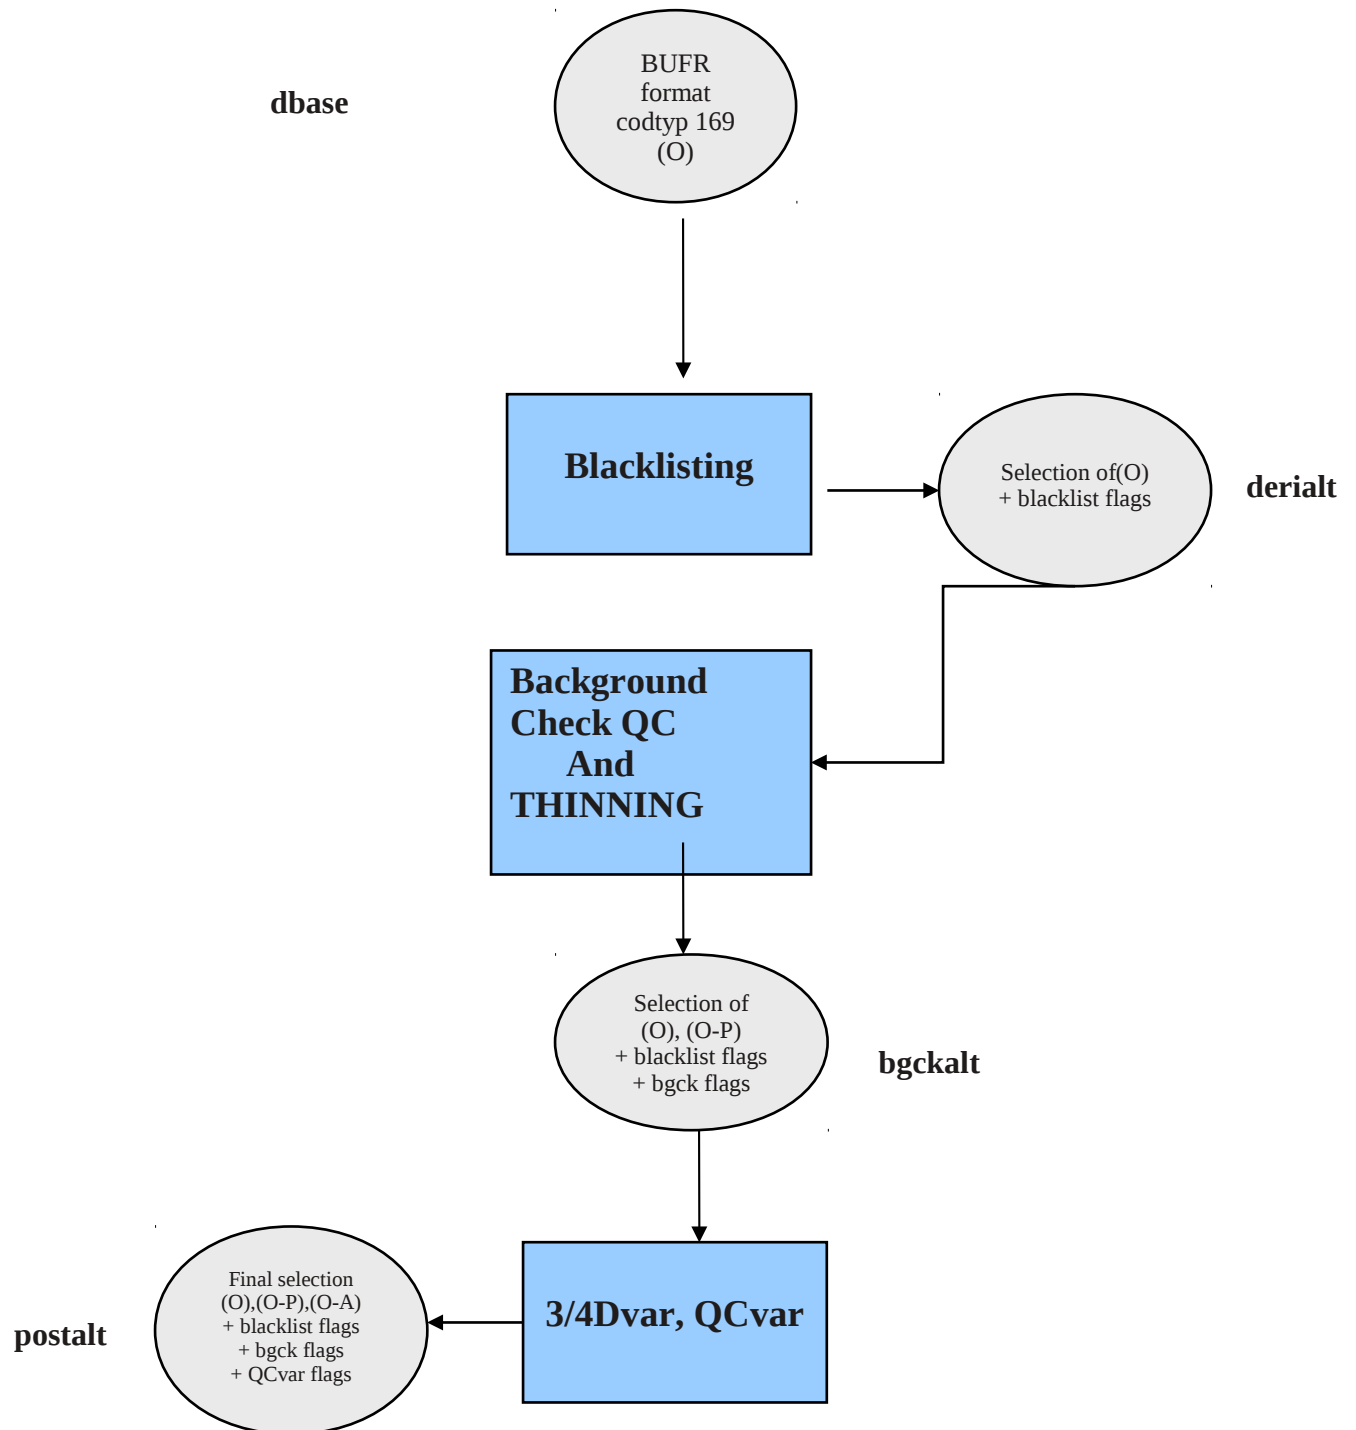 dbase
BUFR
format
codtyp 169
(O)
Blacklisting
Selection of(O)
+ blacklist flags
derialt
Background
Check QC
And
THINNING
Selection of
(O), (O-P)
+ blacklist flags
+ bgck flags
bgckalt
Final selection
(O),(O-P),(O-A)
+ blacklist flags
+ bgck flags
+ QCvar flags
postalt
3/4Dvar, QCvar